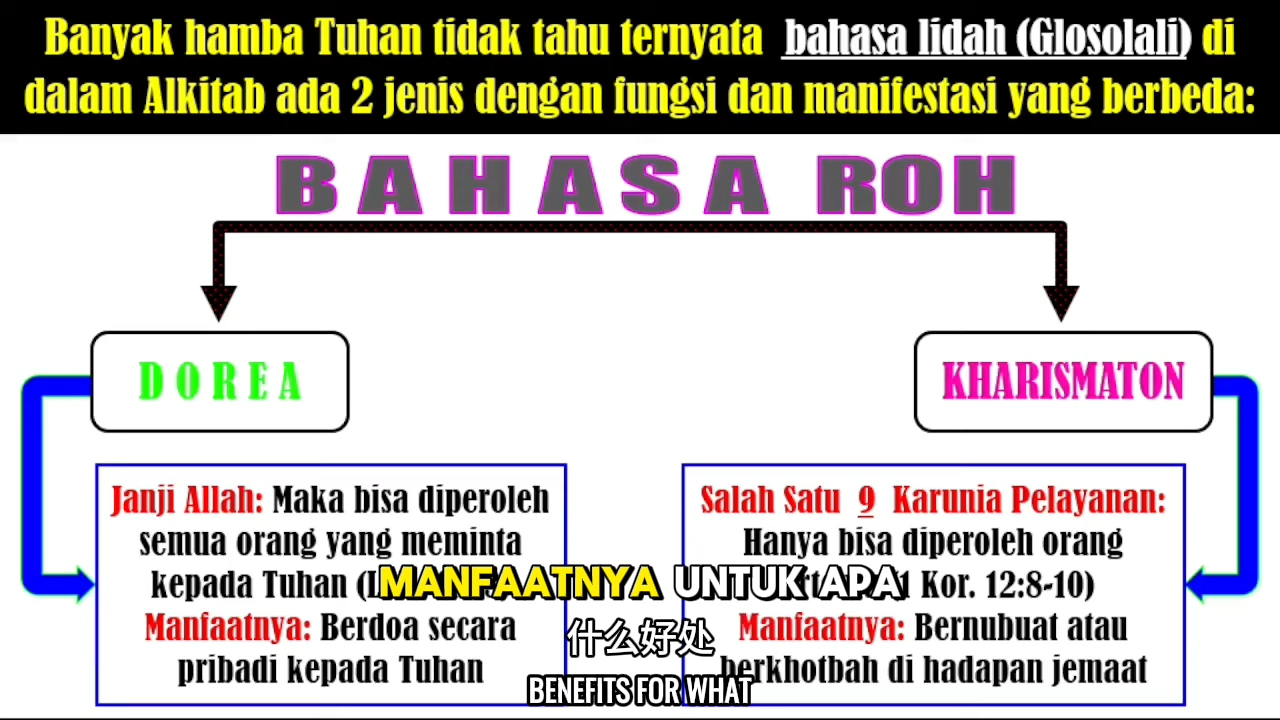 Banyak hamba Tuhan tidak tahu ternyata bahasa lidah (Glosolali) di
dalam Alkitab ada 2 jenis dengan fungsi dan manifestasi yang berbeda:
BAHASA ROH
DOREA
KHARISMATON
Janji Allah: Maka bisa diperoleh
semua orang yang meminta
kepada Tuhan
Manfaatnya: Berdoa secara
pribadi kepada Tuhan
Salah Satu 9 Karunia Pelayanan:
Hanya bisa diperoleh orang
1 Kor. 12:8-10)
Manfaatnya: Bernubuat atau
berkhotbah di hadapan jemaat
MANFAATNYA UNTUK APA
什么好处
BENEFITS FOR WHAT